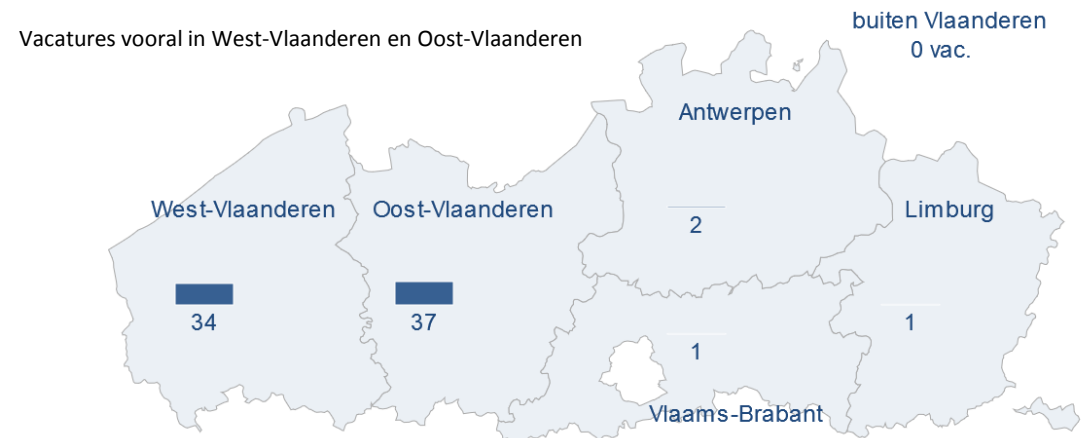 buiten Vlaanderen
0 vac.
Vacatures vooral in West-Vlaanderen en Oost-Vlaanderen
Antwerpen
2
West-Vlaanderen
34
Oost-Vlaanderen
37
Limburg
1
1
Vlaams-Brabant